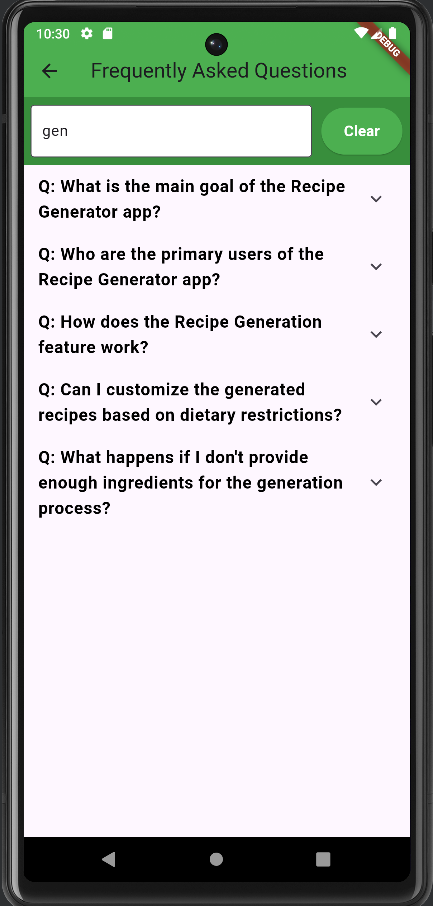 10:30
DEBUG
Frequently Asked Questions
gen
Clear
Q: What is the main goal of the Recipe
Generator app?
Q: Who are the primary users of the
Recipe Generator app?
Q: How does the Recipe Generation
feature work?
Q: Can I customize the generated
recipes based on dietary restrictions?
Q: What happens if I don't provide
enough ingredients for the generation
process?